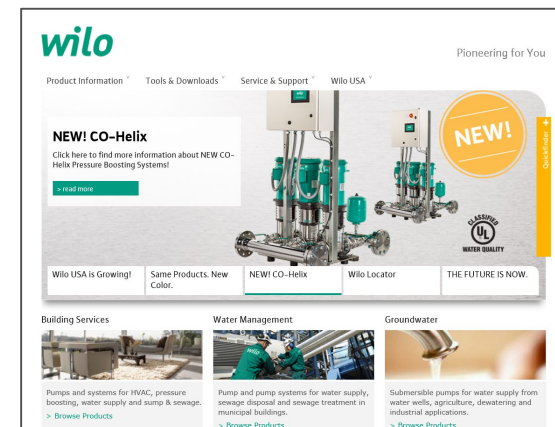 wilo
Pioneering for You
Product Information Tools & Downloads Service & Support Wilo USA
NEW! CO-Helix
Click here to find more
information about NEW CO-
Helix Pressure Boosting
Systems!
> read more
NEW!
Quickfinder +
CLASSIFIED
UL
WATER QUALITY
Wilo USA is Growing!
Same Products. New
Color.
NEW! CO-Helix
Wilo Locator
THE FUTURE IS NOW.
Building Services
Water Management
Groundwater
wilo
Pumps and systems for HVAC, pressure
boosting, water supply and sump & sewage.
> Browse Products
Pump and pump systems for water supply,
sewage disposal and sewage treatment in
municipal buildings.
> Browse Products
Submersible pumps for water supply from
water wells, agriculture, dewatering and
industrial applications.
> Browse Products